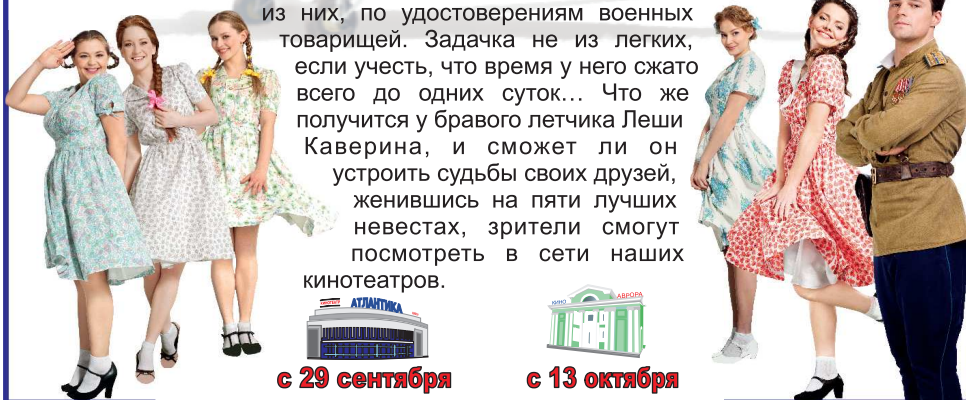 из них, по удостоверениям военных
товарищей. Задачка не из легких,
если учесть, что время у него сжато
всего до одних суток... Что же
получится у бравого летчика Леши
Каверина, и сможет ли он
устроить судьбы своих друзей,
женившись на пяти лучших
невестах, зрители смогут
посмотреть в сети наших
кинотеатров.
АТЛАНТИКА
КИНО АВРОРА
с 29 сентября
с 13 октября